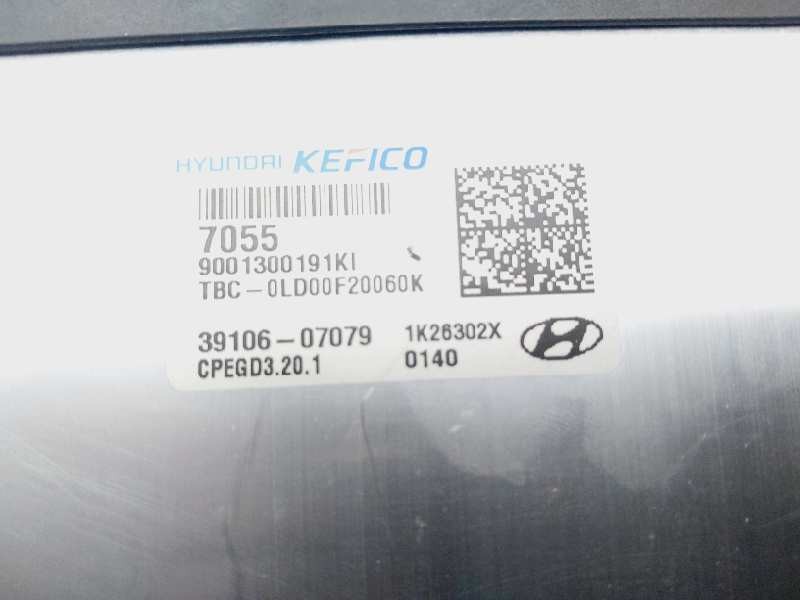 HYUNDAI KEFICO
7055
9001300191KI
TBC-0LD00F20060K
39106-07079 1K26302X
CPEGD3.20.1 0140